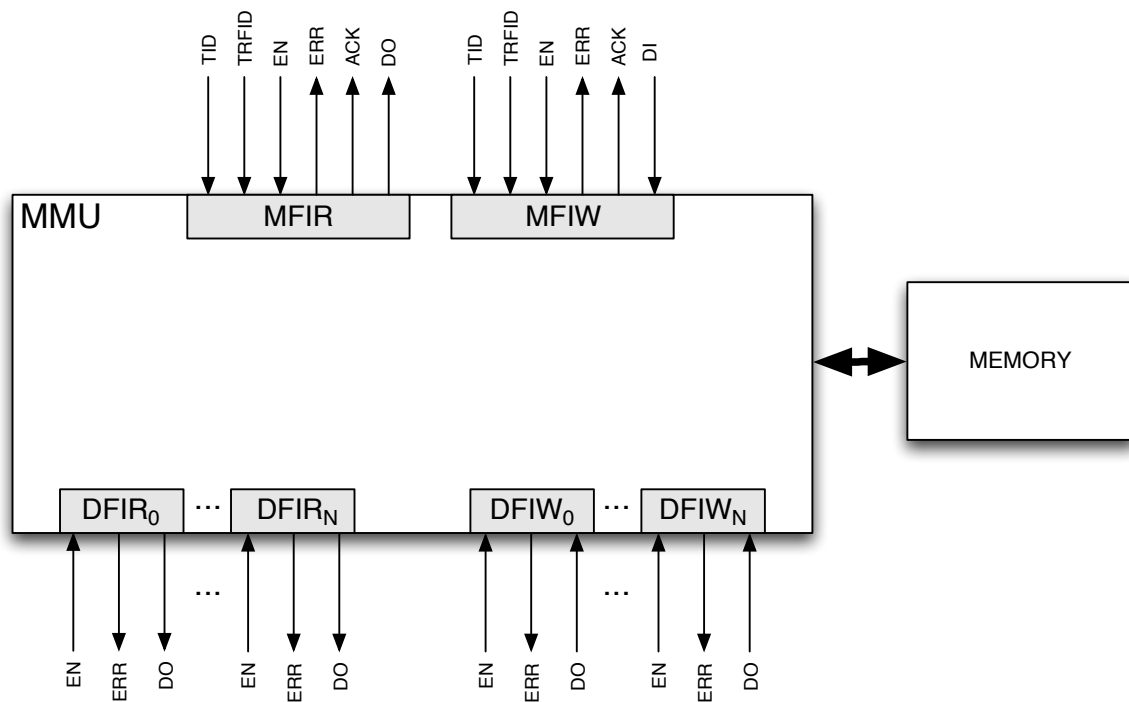 TID TRFID EN ERR ACK DO TID TRFID EN ERR ACK DI
MMU MFIR MFIW
MEMORY
DFIR0 ... DFIRN DFIW0 ... DFIWN
... ...
EN ERR DO EN ERR DO EN ERR DO EN ERR DO